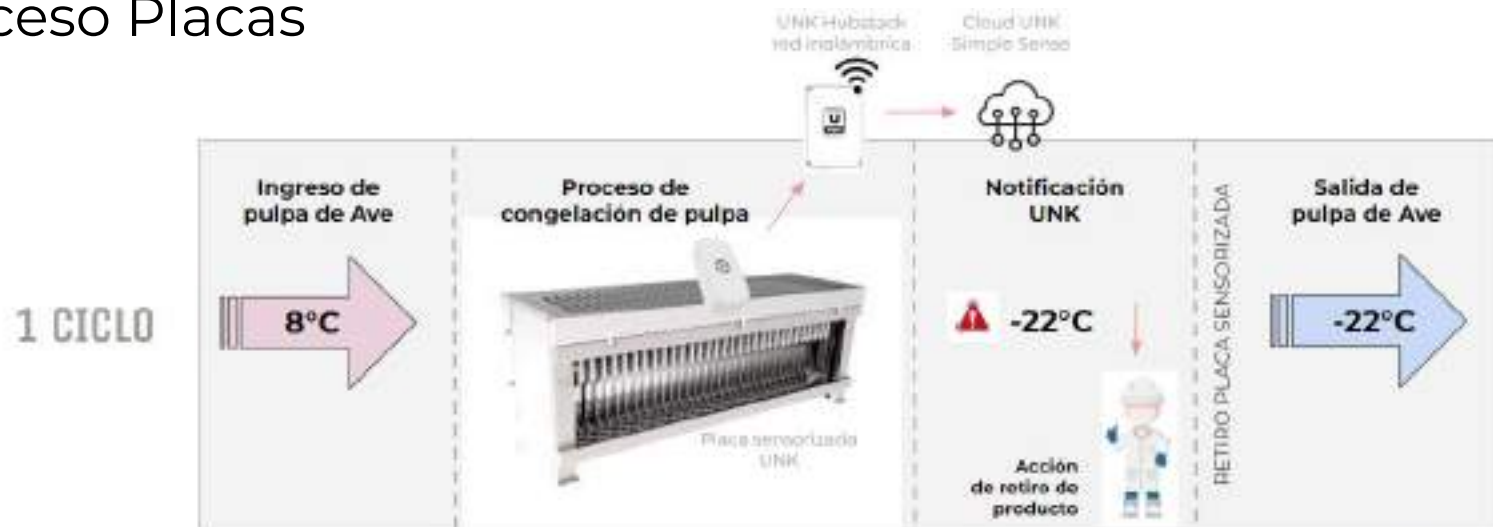 ceso Placas
UNK Hubstack
red inalámbrica
Cloud UNK
Simple Sense
Ingreso de
pulpa de Ave
Proceso de
congelación de pulpa
Notificación
UNK
Salida de
pulpa de Ave
1 CICLO
8°C
-22°C
RETIRO PLACA SENSORIZADA
-22°C
Placa sensorizada
UNK
Acción
de retiro de
producto